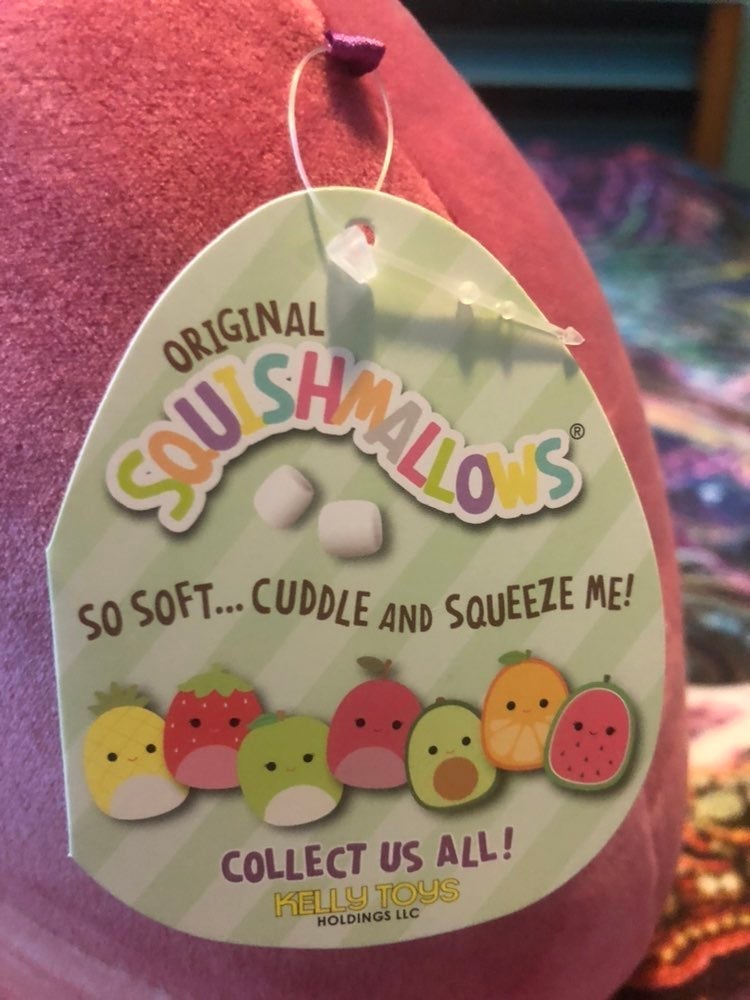 ORIGINAL
SQUISHMALLOWS®
SO SOFT... CUDDLE AND SQUEEZE ME!
COLLECT US ALL!
KELLY TOYS
HOLDINGS LLC